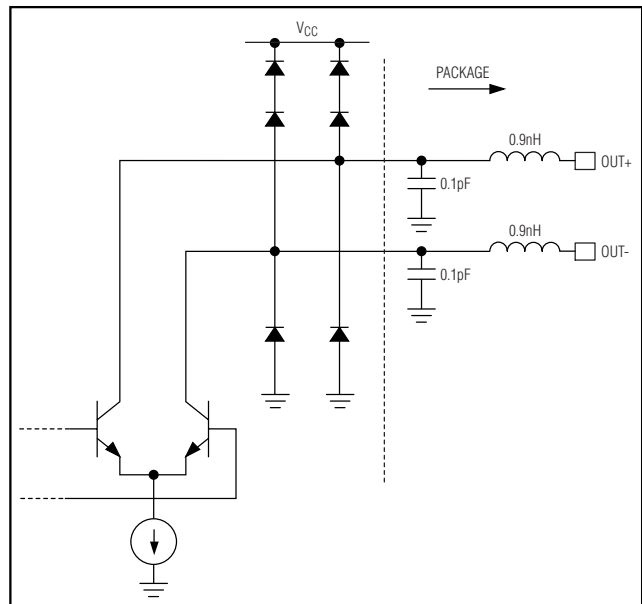 VCC
PACKAGE
0.9nH
OUT+
0.1pF
0.9nH
OUT-
0.1pF